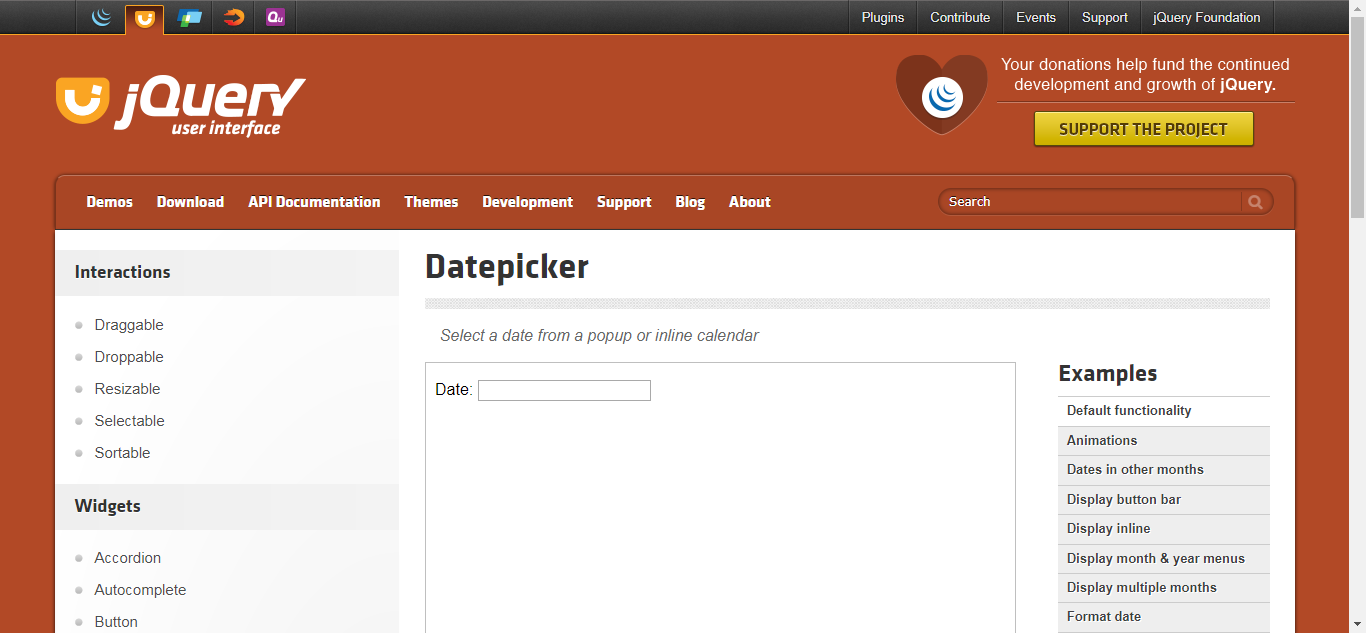 Qu
Plugins
Contribute
Events
Support
jQuery Foundation
jQuery
user interface
Your donations help fund the continued
development and growth of jQuery.
SUPPORT THE PROJECT
Demos
Download
API Documentation
Themes
Development
Support
Blog
About
Search
Interactions
Draggable
Droppable
Resizable
Selectable
Sortable
Widgets
Accordion
Autocomplete
Button
Datepicker
Select a date from a popup or inline calendar
Date:
Examples
Default functionality
Animations
Dates in other months
Display button bar
Display inline
Display month & year menus
Display multiple months
Format date